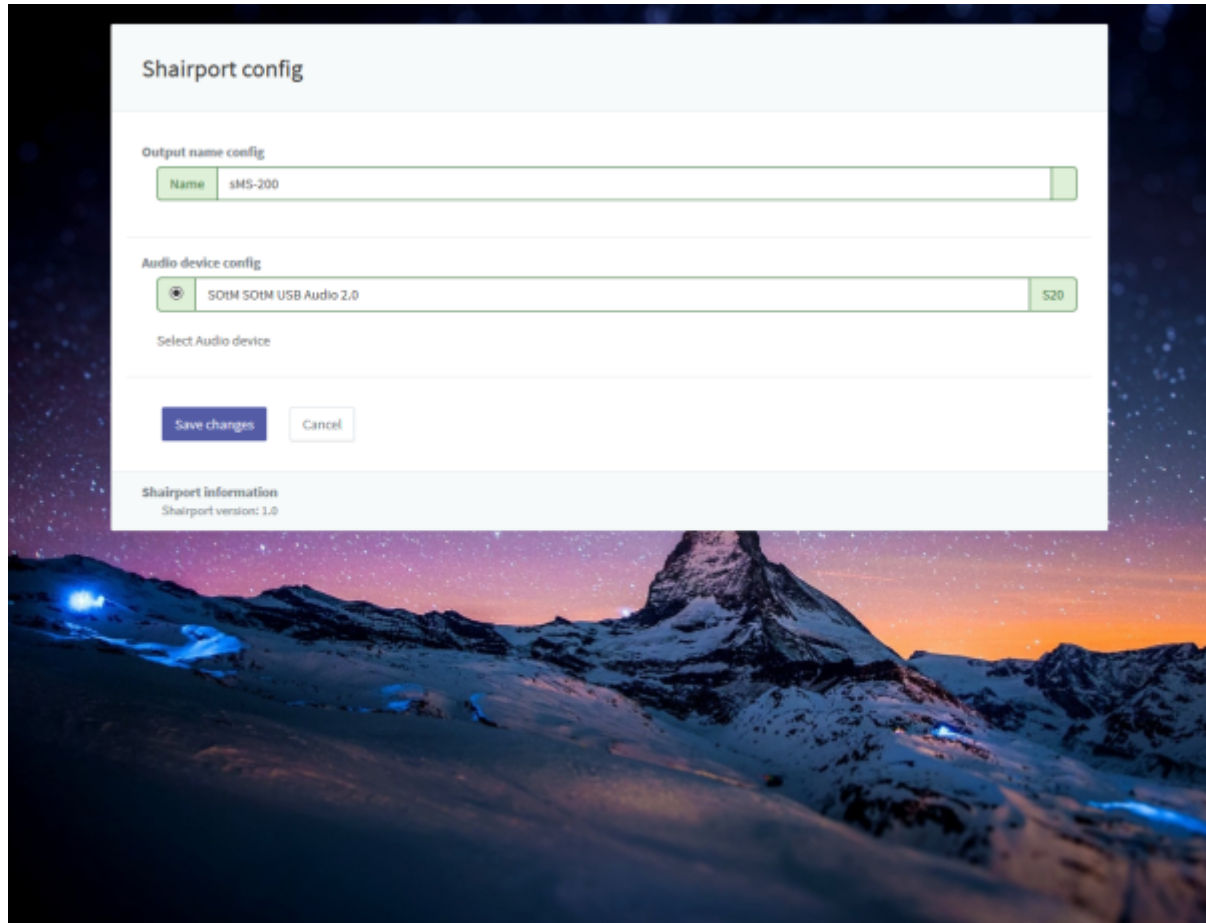 Shairport config
Output name config
Name sMS-200
Audio device config
SOtM SOtM USB Audio 2.0 S20
Select Audio device
Save changes Cancel
Shairport information
Shairport version: 1.0